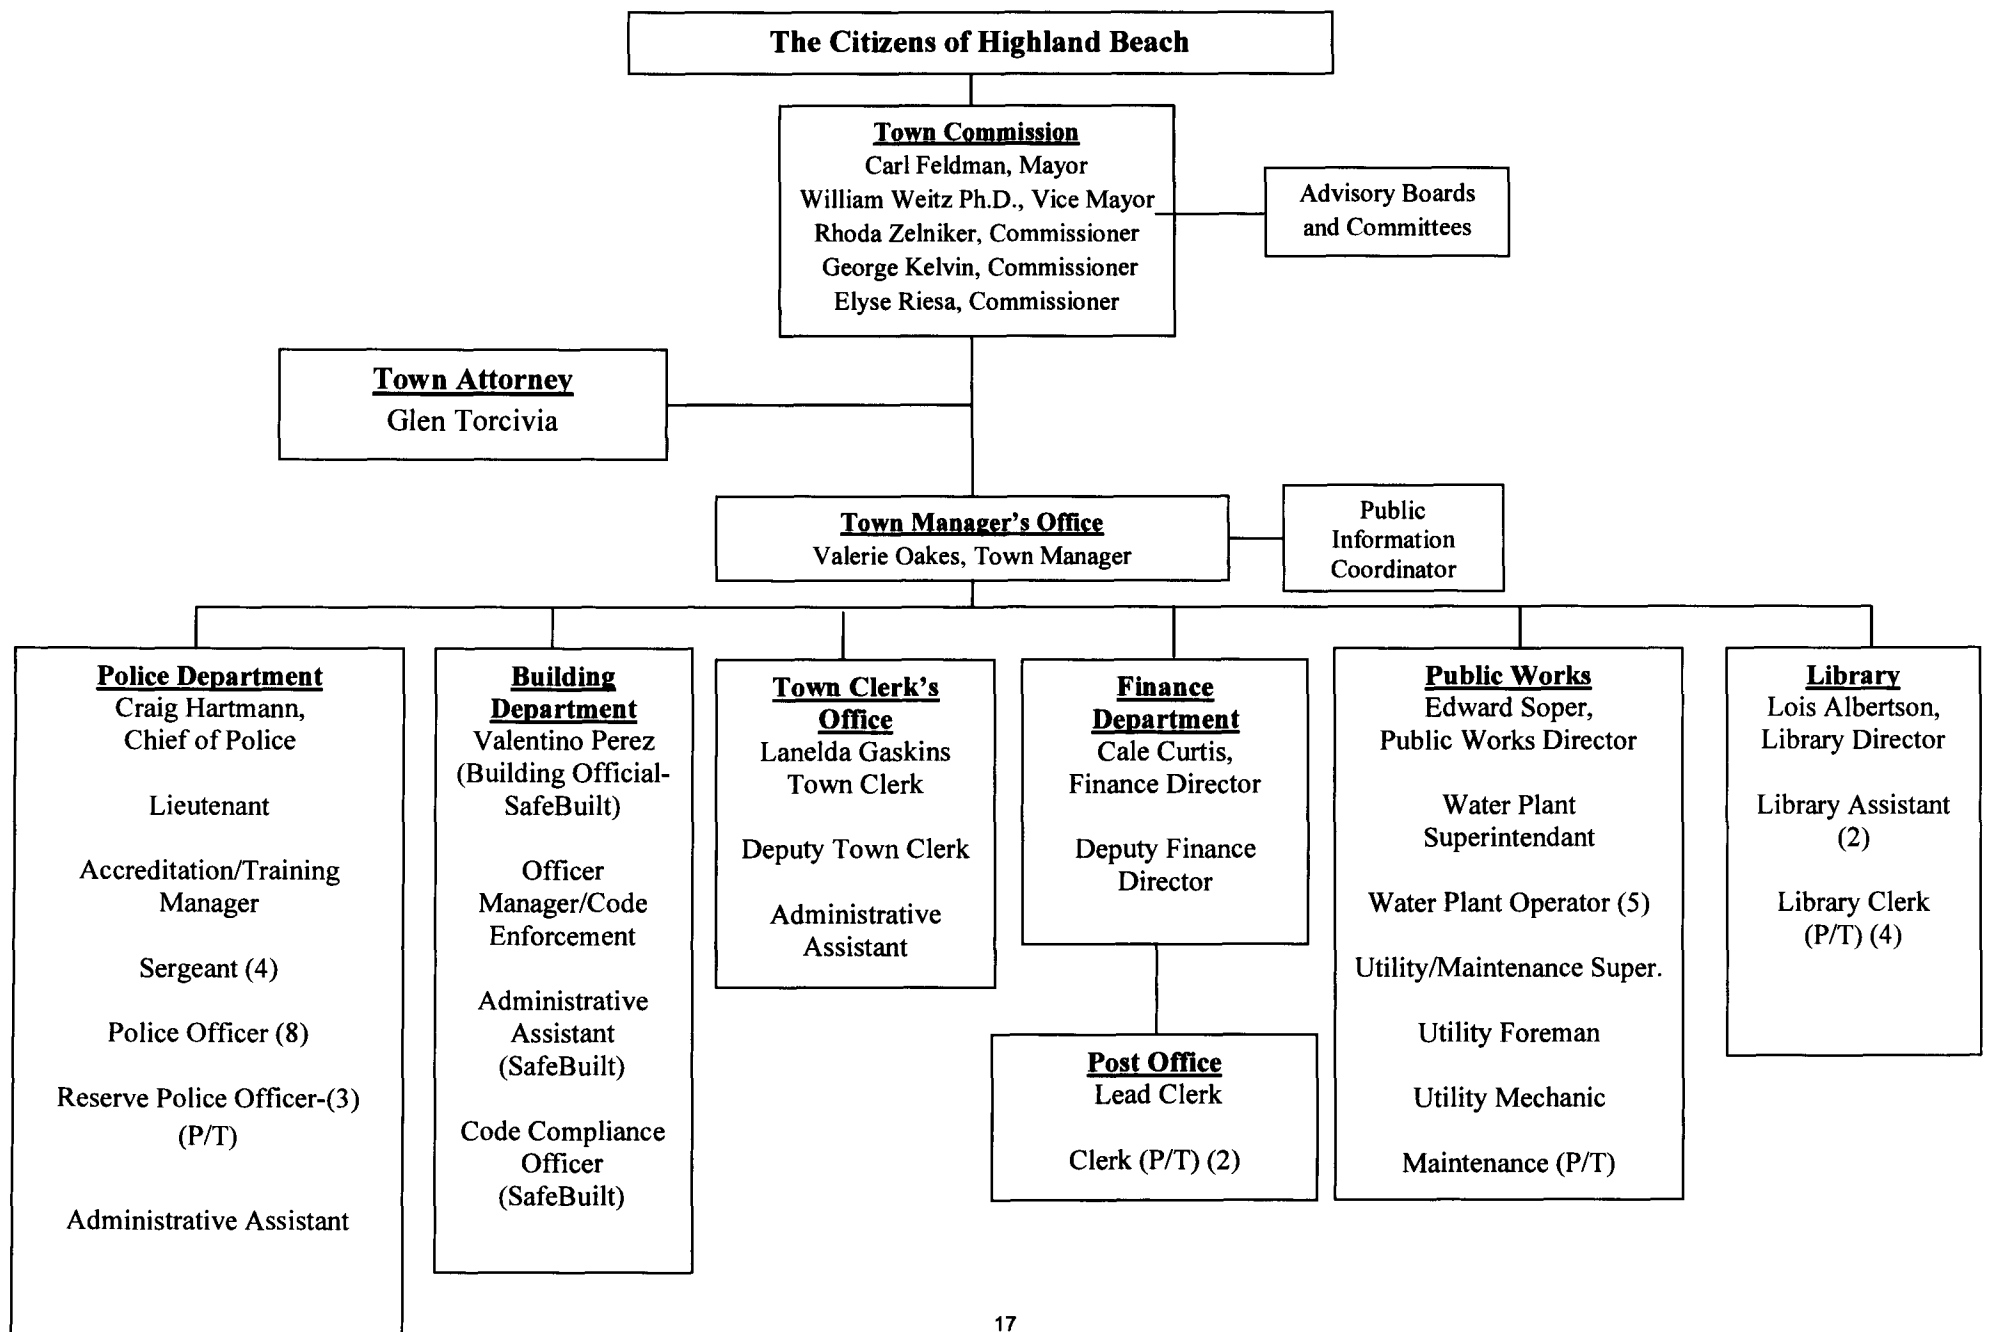 The Citizens of Highland Beach
Town Commission
Carl Feldman, Mayor
William Weitz Ph.D., Vice Mayor
Rhoda Zelniker, Commissioner
George Kelvin, Commissioner
Elyse Riesa, Commissioner
Advisory Boards
and Committees
Town Attorney
Glen Torcivia
Town Manager's Office
Valerie Oakes, Town Manager
Public
Information
Coordinator
Police Department
Craig Hartmann,
Chief of Police
Lieutenant
Accreditation/Training
Manager
Sergeant (4)
Police Officer (8)
Reserve Police Officer-(3)
(P/T)
Administrative Assistant
Building
Department
Valentino Perez
(Building Official-
SafeBuilt)
Officer
Manager/Code
Enforcement
Administrative
Assistant
(SafeBuilt)
Code Compliance
Officer
(SafeBuilt)
Town Clerk's
Office
Lanelda Gaskins
Town Clerk
Deputy Town Clerk
Administrative
Assistant
Finance
Department
Cale Curtis,
Finance Director
Deputy Finance
Director
Post Office
Lead Clerk
Clerk (P/T) (2)
Public Works
Edward Soper,
Public Works Director
Water Plant
Superintendant
Water Plant Operator (5)
Utility/Maintenance Super.
Utility Foreman
Utility Mechanic
Maintenance (P/T)
Library
Lois Albertson,
Library Director
Library Assistant
(2)
Library Clerk
(P/T) (4)
17